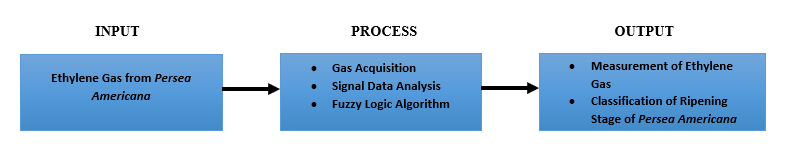 INPUT
PROCESS
OUTPUT
Ethylene Gas from Persea
Americana
• Gas Acquisition
• Signal Data Analysis
• Fuzzy Logic Algorithm
• Measurement of Ethylene
Gas
• Classification of Ripening
Stage of Persea Americana